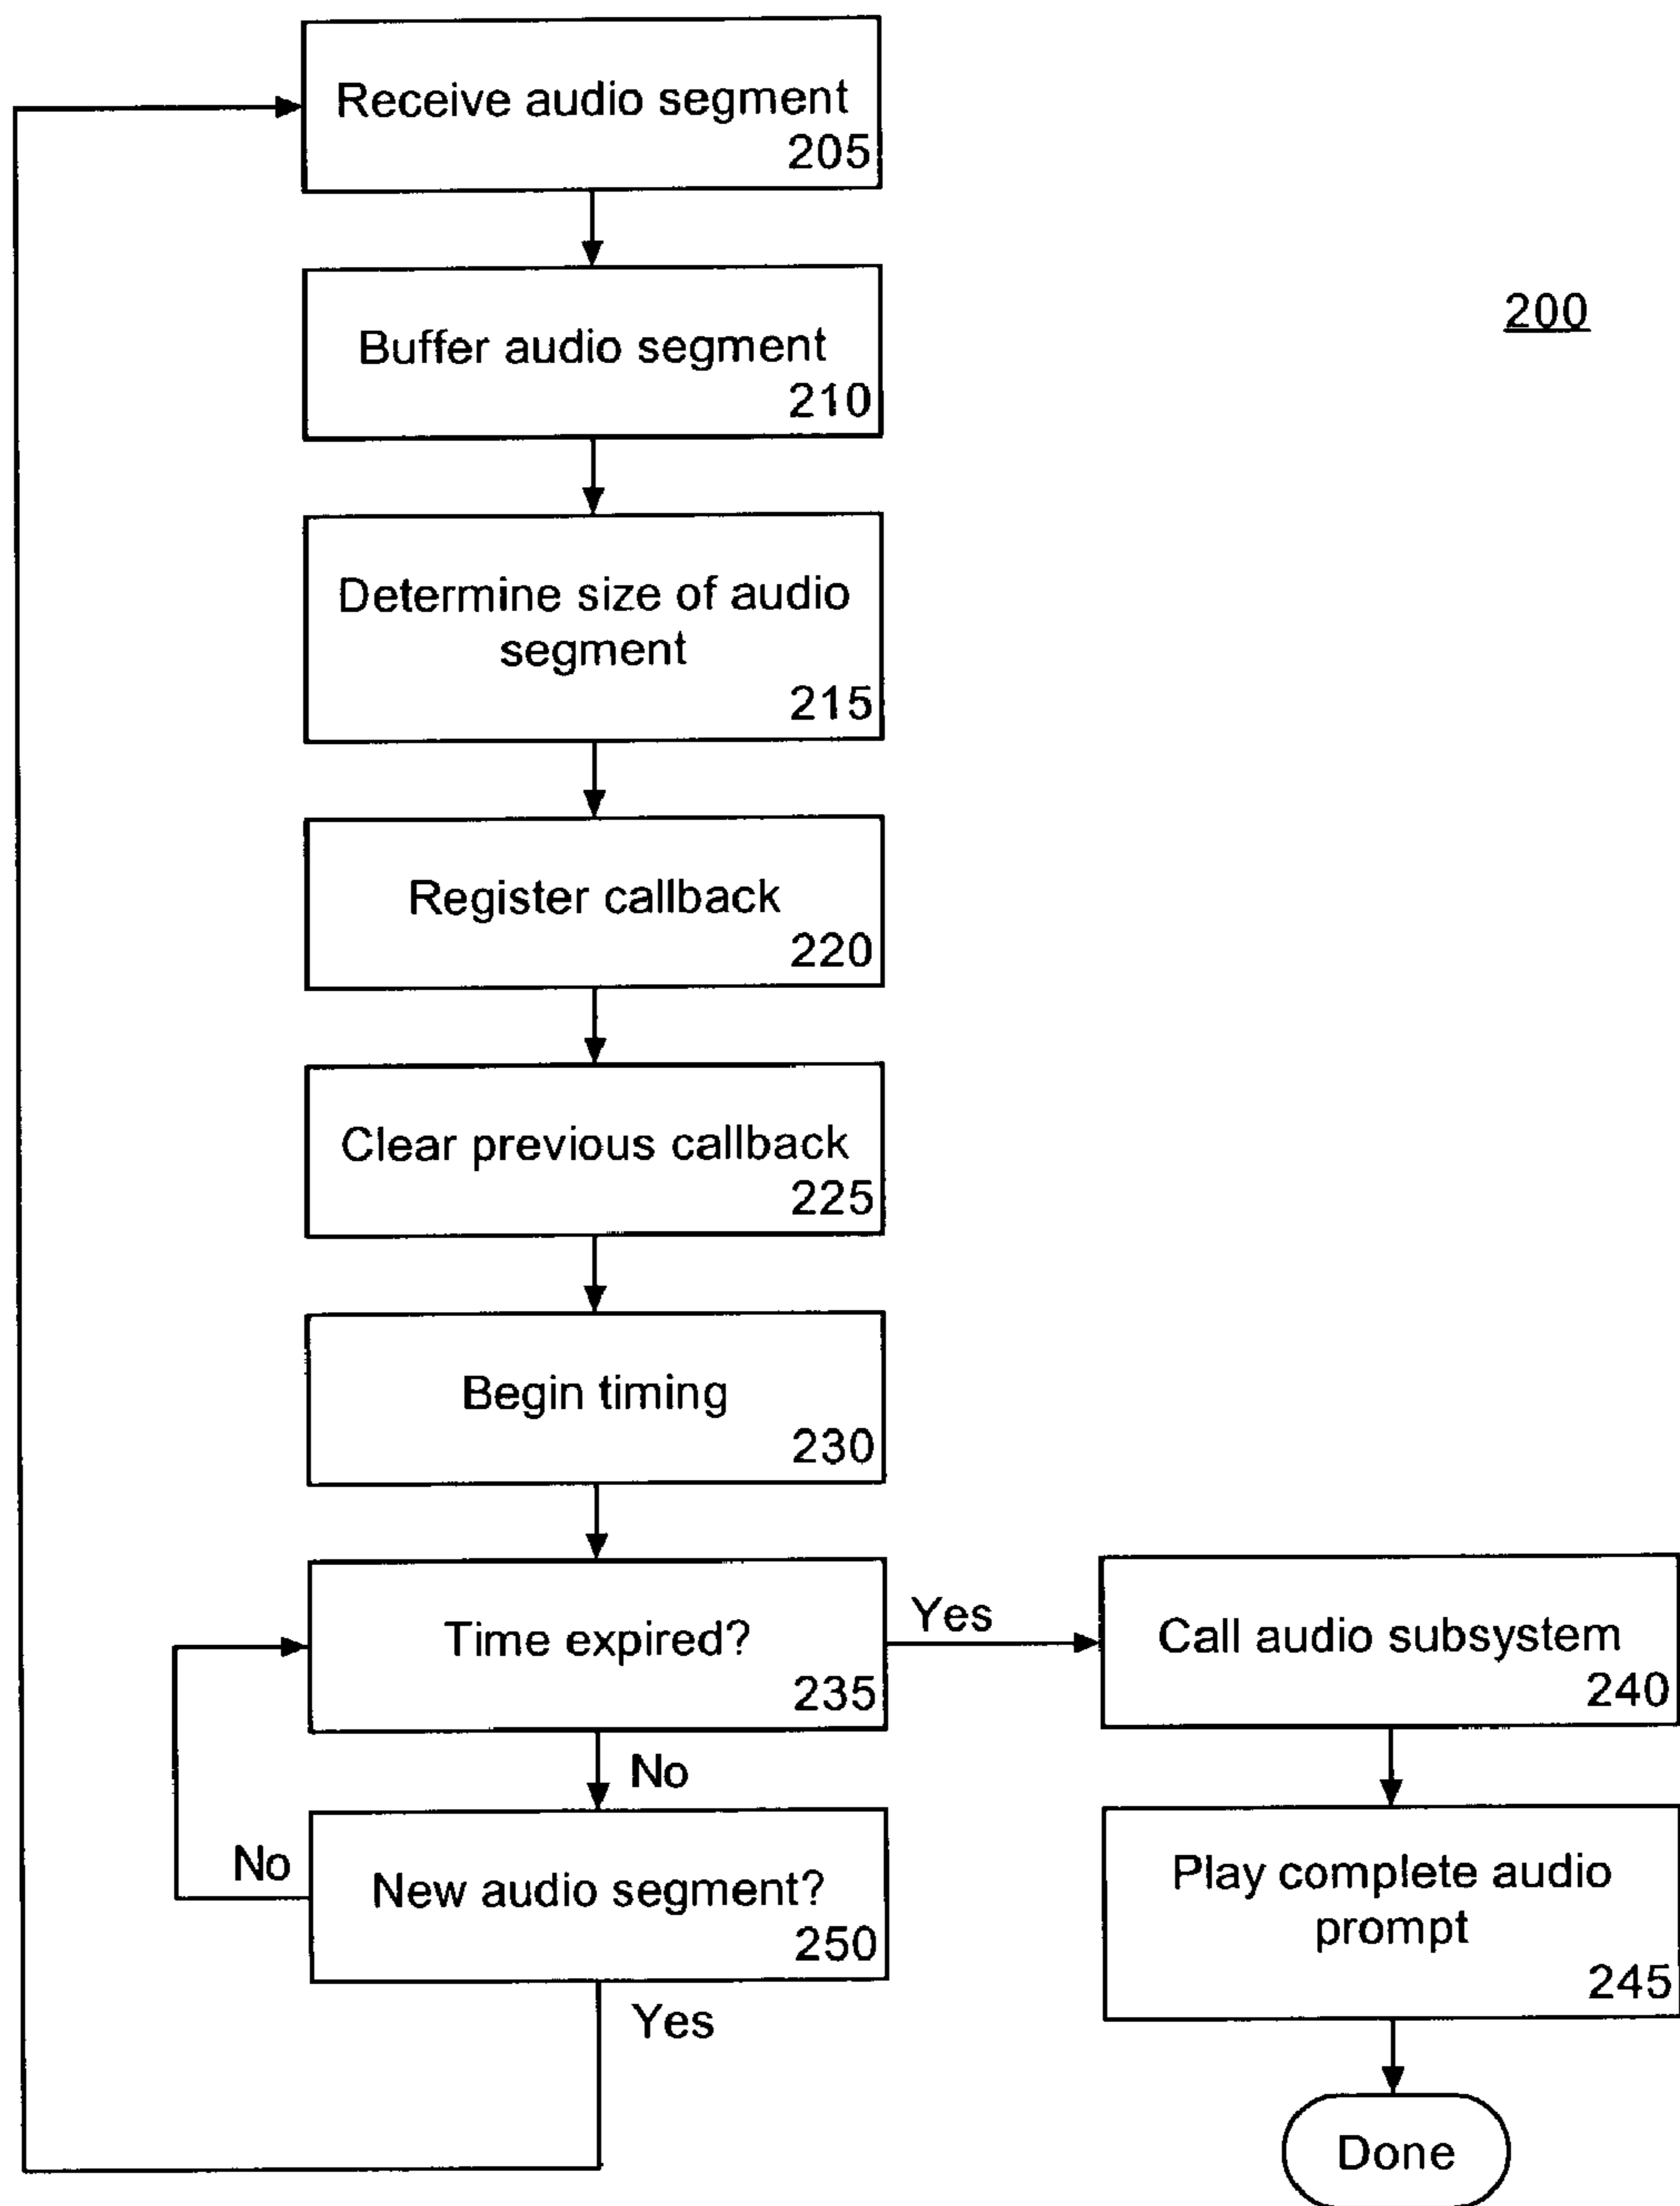 Receive audio segment
205
200
Buffer audio segment
210
Determine size of audio
segment
215
Register callback
220
Clear previous callback
225
Begin timing
230
Time expired?
235
Yes
Call audio subsystem
240
No
No
New audio segment?
250
Yes
Play complete audio
prompt
245
Done